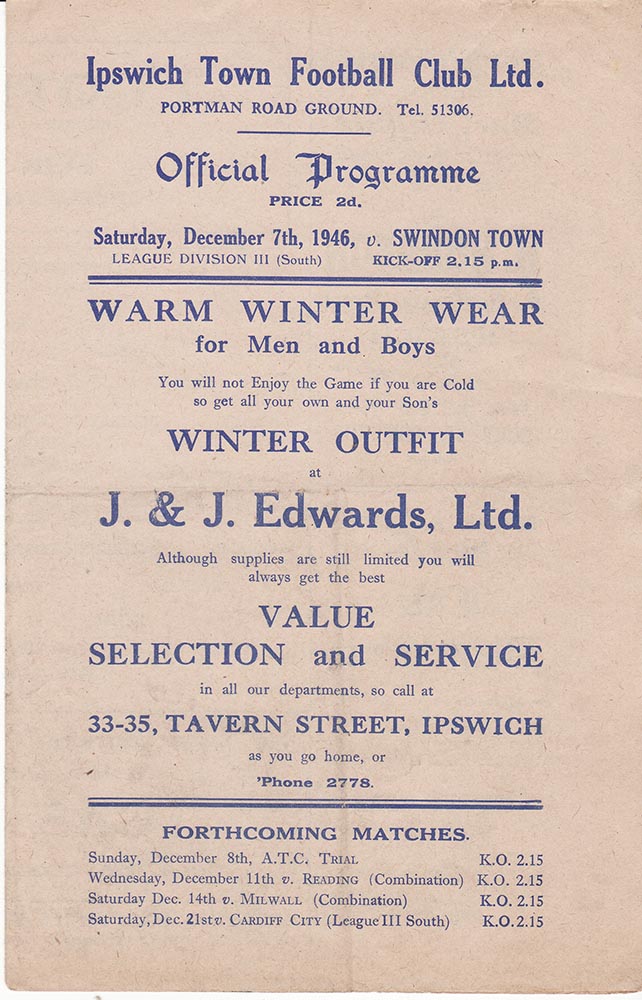 Ipswich Town Football Club Ltd.
PORTMAN ROAD GROUND. Tel. 51306.
Official Programme
PRICE 2d.
Saturday, December 7th, 1946, v. SWINDON TOWN
LEAGUE DIVISION III (South) KICK-OFF 2.15 p.m.
WARM WINTER WEAR
for Men and Boys
You will not Enjoy the Game if you are Cold
so get all your own and your Son's
WINTER OUTFIT
at
J. & J. Edwards, Ltd.
Although supplies are still limited you will
always get the best
VALUE
SELECTION and SERVICE
in all our departments, so call at
33-35, TAVERN STREET, IPSWICH
as you go home, or
'Phone 2778.
FORTHCOMING MATCHES.
Sunday, December 8th, A.T.C. TRIAL K.O. 2.15
Wednesday, December 11th v. READING (Combination) K.O. 2.15
Saturday Dec. 14th v. MILWALL (Combination) K.O. 2.15
Saturday, Dec. 21st v. CARDIFF CITY (League III South) K.O. 2.15